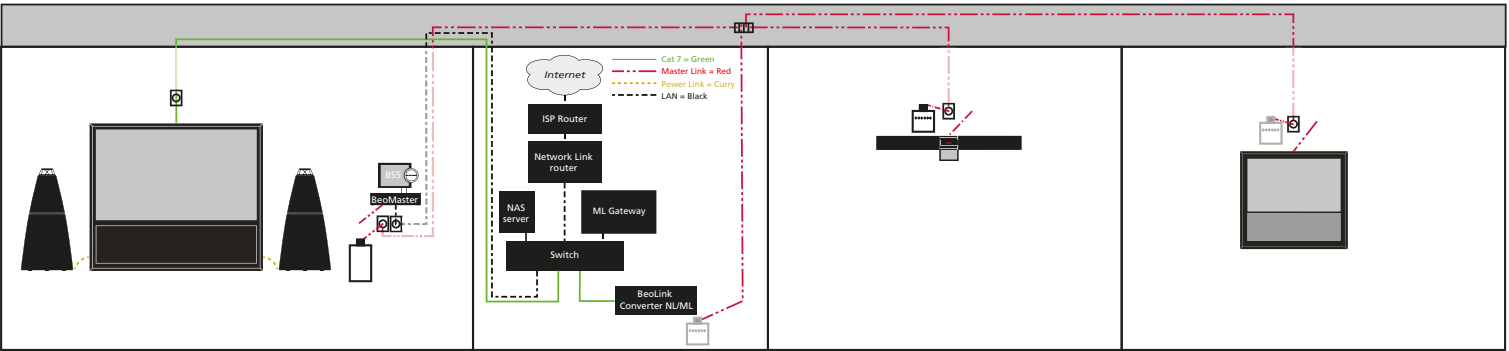 Internet
Cat 7 = Green
Master Link = Red
Power Link = Curry
LAN = Black
ISP Router
Network Link
router
BS5
BeoMaster
NAS
server
ML Gateway
Switch
BeoLink
Converter NL/ML